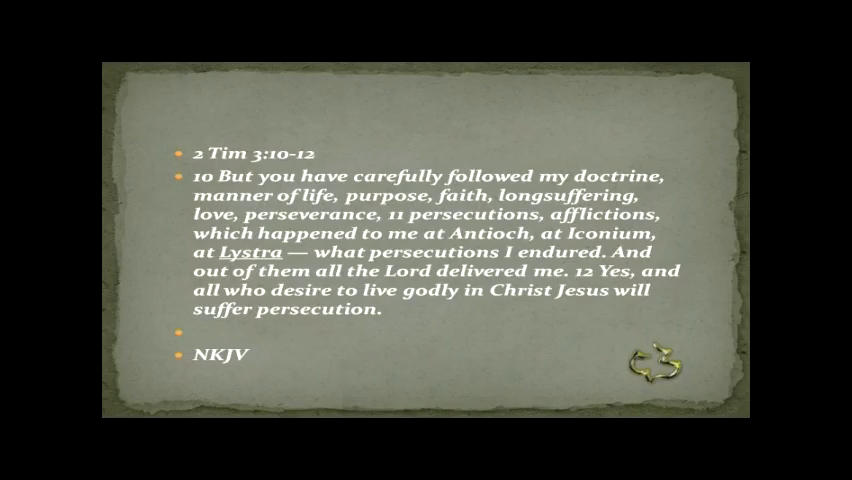 2 Tim 3:10-12
10 But you have carefully followed my doctrine,
manner of life, purpose, faith, longsuffering,
love, perseverance, 11 persecutions, afflictions,
which happened to me at Antioch, at Iconium,
at Lystra — what persecutions I endured. And
out of them all the Lord delivered me. 12 Yes, and
all who desire to live godly in Christ Jesus will
suffer persecution.
NKJV